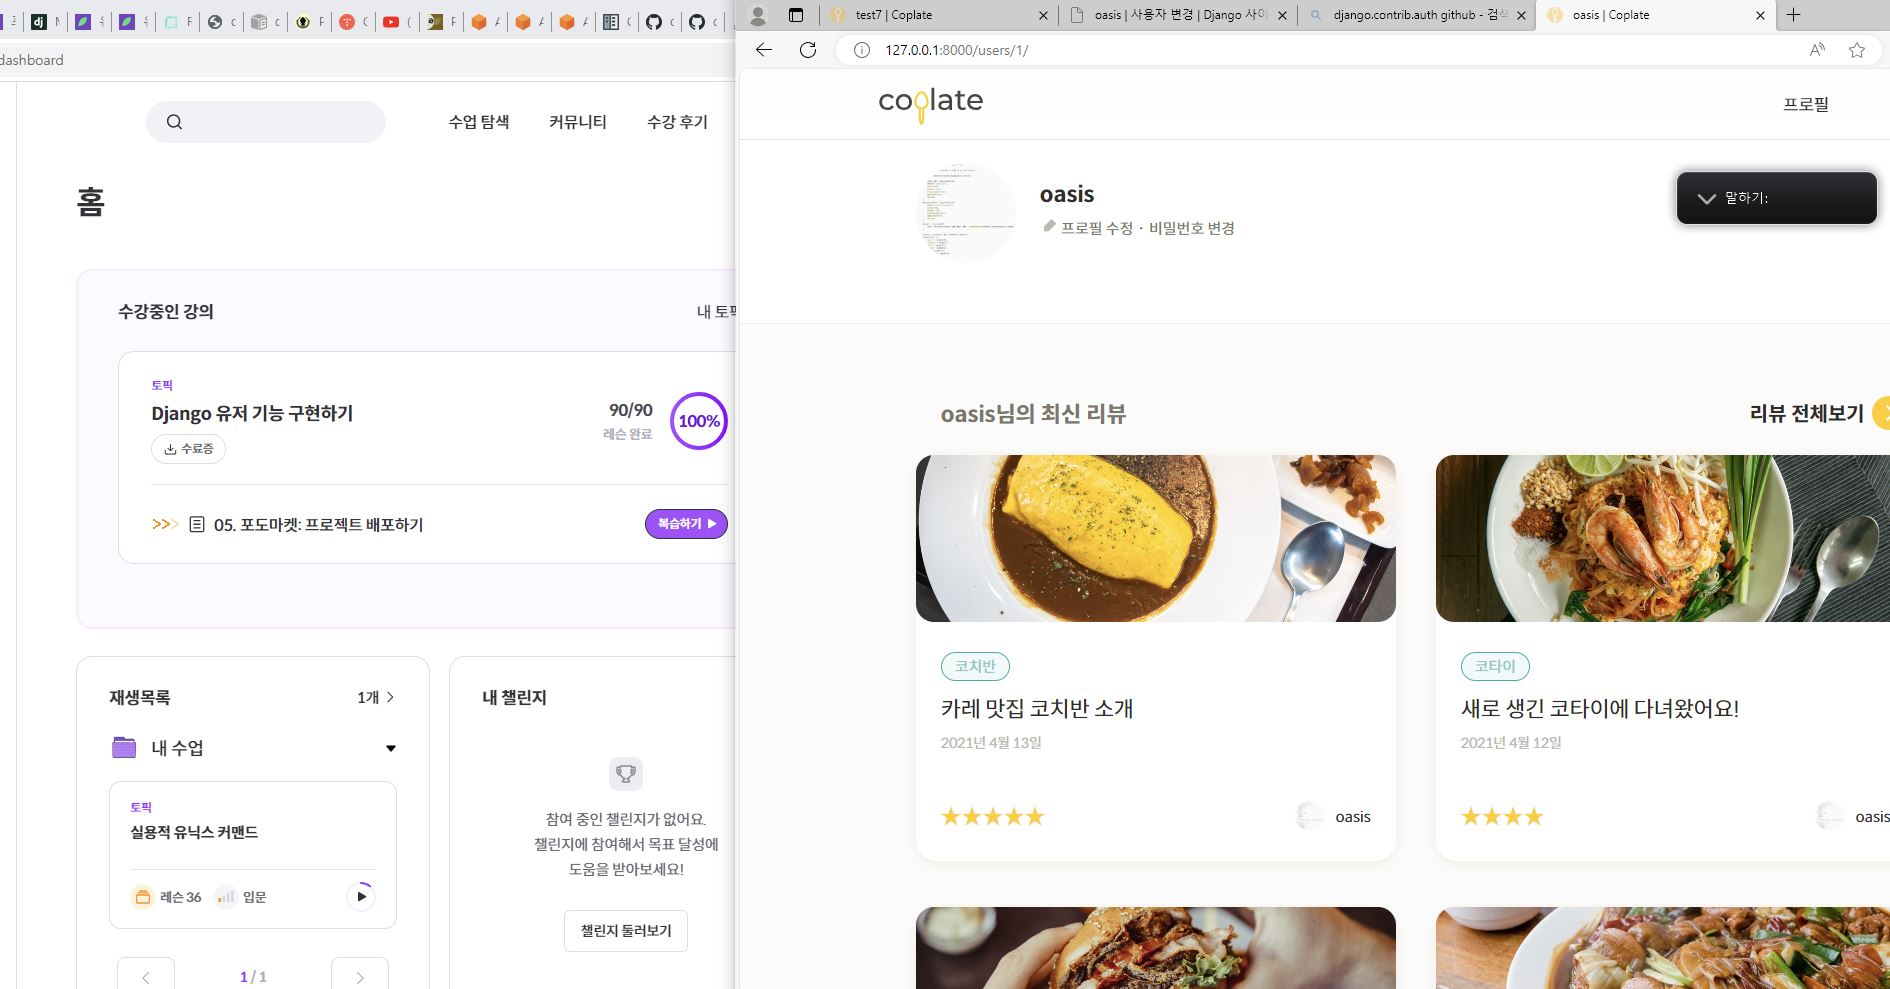 dashboard
수업 탐색
커뮤니티
수강 후기
홈
수강중인 강의
내 토픽
토픽
Django 유저 기능 구현하기
90/90
레슨 완료
100%
수료증
05. 포도마켓: 프로젝트 배포하기
복습하기
재생목록
1개
내 수업
토픽
실용적 유닉스 커맨드
레슨 36
입문
1 / 1
내 챌린지
참여 중인 챌린지가 없어요.
챌린지에 참여해서 목표 달성에
도움을 받아보세요!
챌린지 둘러보기
test7 | Coplate
oasis | 사용자 변경 | Django 사이
django.contrib.auth github - 검색
oasis | Coplate
127.0.0.1:8000/users/1/
coplate
프로필
oasis
프로필 수정 · 비밀번호 변경
말하기:
oasis님의 최신 리뷰
리뷰 전체보기
코치반
카레 맛집 코치반 소개
2021년 4월 13일
★★★★★
oasis
코타이
새로 생긴 코타이에 다녀왔어요!
2021년 4월 12일
★★★★
oasis